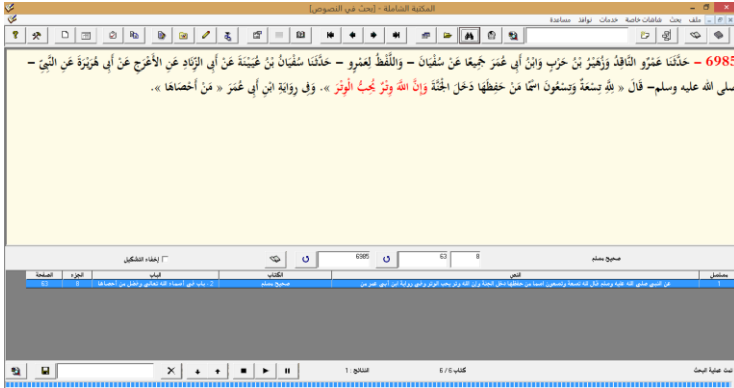 المكتبة الشاملة - [بحث في النصوص]
ملف بحث شاشات خاصة خدمات نوافذ مساعدة
6985 – حَدَّثَنَا عَمْرٌو النَّاقِدُ وَزُهَيْرُ بْنُ حَرْبٍ وَابْنُ أَبِى عُمَرَ جَمِيعًا عَنْ سُفْيَانَ – وَاللَّفْظُ لِعَمْرٍو – حَدَّثَنَا سُفْيَانُ بْنُ عُيَيْنَةَ عَنْ أَبِى الزِّنَادِ عَنِ الأَعْرَجِ عَنْ أَبِى هُرَيْرَةَ عَنِ النَّبِىِّ –
صلى الله عليه وسلم– قَالَ « لِلَّهِ تِسْعَةٌ وَتِسْعُونَ اسْمًا مَنْ حَفِظَهَا دَخَلَ الْجَنَّةَ وَإِنَّ اللَّهَ وِتْرٌ يُحِبُّ الْوِتْرَ ». وَفِى رِوَايَةِ ابْنِ أَبِى عُمَرَ « مَنْ أَحْصَاهَا ».
صحيح مسلم 8 63 6985 إخفاء التشكيل
مسلسل النص الكتاب الباب الجزء الصفحة
1 عن النبي صلى الله عليه وسلم قال لله تسعة وتسعون اسما من حفظها دخل الجنة وإن الله وتر يحب الوتر وفي رواية ابن أبي عمر من صحيح مسلم 2 - باب في أسماء الله تعالى وفضل من أحصاها 8 63
تمت عملية البحث كتاب 6 / 6 النتائج : 1